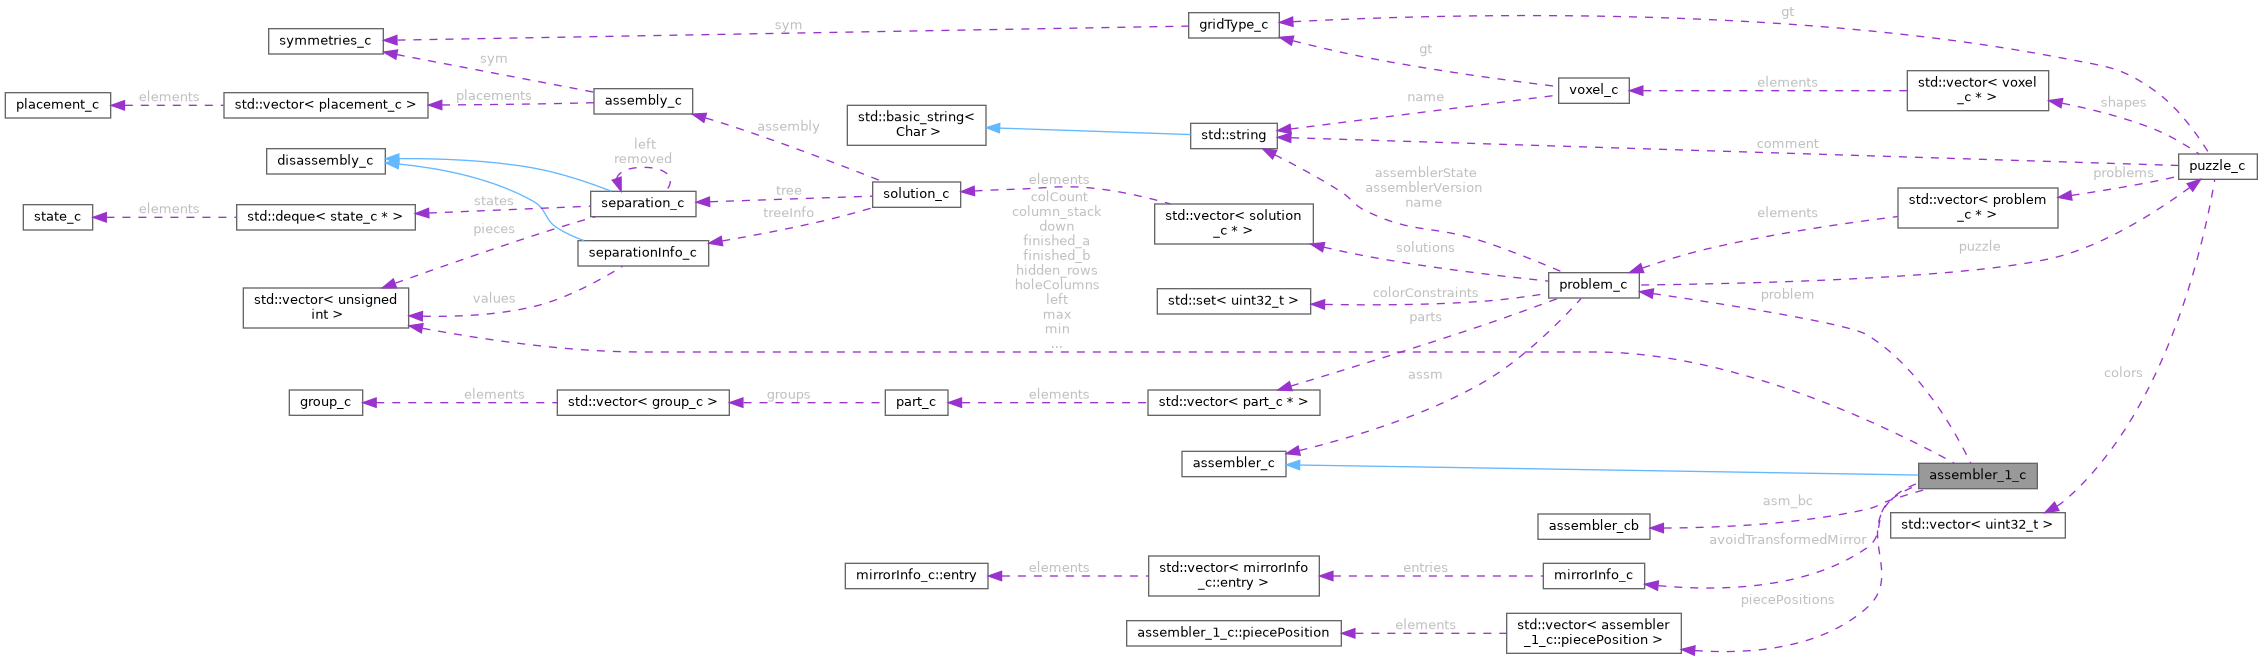 gridType_c
gt
sym
symmetries_c
gt
sym
std::vector< voxel
_c * >
elements
voxel_c
name
shapes
placement_c
elements
std::vector< placement_c >
placements
assembly_c
std::basic_string<
Char >
std::string
comment
assembly
disassembly_c
left
removed
puzzle_c
assemblerState
assemblerVersion
name
problems
elements
solution_c
tree
treeInfo
separation_c
states
state_c
elements
std::deque< state_c * >
pieces
std::vector< problem
_c * >
elements
std::vector< solution
_c * >
solutions
puzzle
separationInfo_c
values
std::vector< unsigned
int >
colCount
column_stack
down
finished_a
finished_b
hidden_rows
holeColumns
left
max
min
...
problem_c
colorConstraints
std::set< uint32_t >
problem
parts
assm
colors
group_c
elements
std::vector< group_c >
groups
part_c
elements
std::vector< part_c * >
assembler_c
assembler_1_c
asm_bc
assembler_cb
std::vector< uint32_t >
avoidTransformedMirror
mirrorInfo_c::entry
elements
std::vector< mirrorInfo
_c::entry >
entries
mirrorInfo_c
piecePositions
assembler_1_c::piecePosition
elements
std::vector< assembler
_1_c::piecePosition >